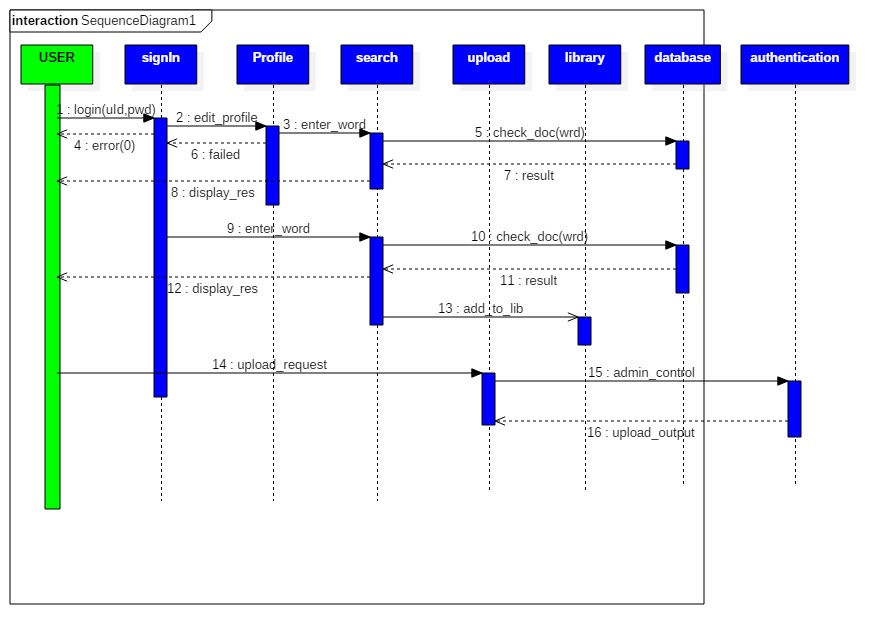 interaction SequenceDiagram1
USER
signIn
Profile
search
upload
library
database
authentication
1 : login(uId,pwd)
2 : edit_profile
3 : enter_word
5 : check_doc(wrd)
4 : error(0)
6 : failed
7 : result
8 : display_res
9 : enter_word
10 : check_doc(wrd)
11 : result
12 : display_res
13 : add_to_lib
14 : upload_request
15 : admin_control
16 : upload_output